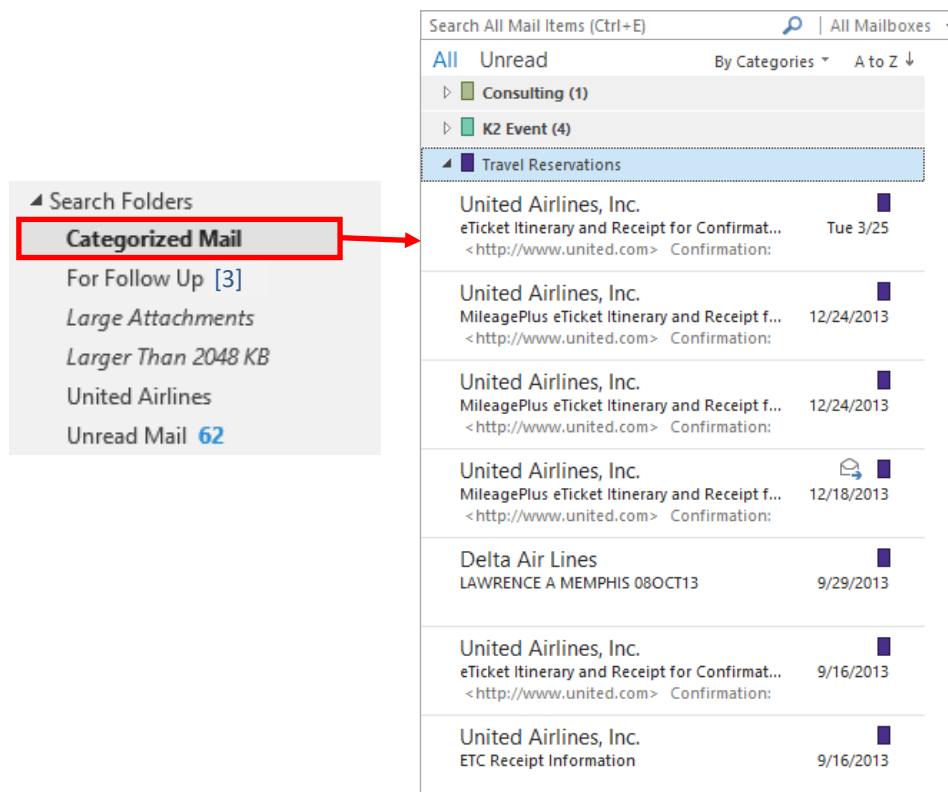 Search Folders
Categorized Mail
For Follow Up [3]
Large Attachments
Larger Than 2048 KB
United Airlines
Unread Mail 62
Search All Mail Items (Ctrl+E) All Mailboxes
All Unread By Categories A to Z
Consulting (1)
K2 Event (4)
Travel Reservations
United Airlines, Inc.
eTicket Itinerary and Receipt for Confirmat... Tue 3/25
<http://www.united.com> Confirmation:
United Airlines, Inc.
MileagePlus eTicket Itinerary and Receipt f... 12/24/2013
<http://www.united.com> Confirmation:
United Airlines, Inc.
MileagePlus eTicket Itinerary and Receipt f... 12/24/2013
<http://www.united.com> Confirmation:
United Airlines, Inc.
MileagePlus eTicket Itinerary and Receipt f... 12/18/2013
<http://www.united.com> Confirmation:
Delta Air Lines
LAWRENCE A MEMPHIS 08OCT13 9/29/2013
United Airlines, Inc.
eTicket Itinerary and Receipt for Confirmat... 9/16/2013
<http://www.united.com> Confirmation:
United Airlines, Inc.
ETC Receipt Information 9/16/2013